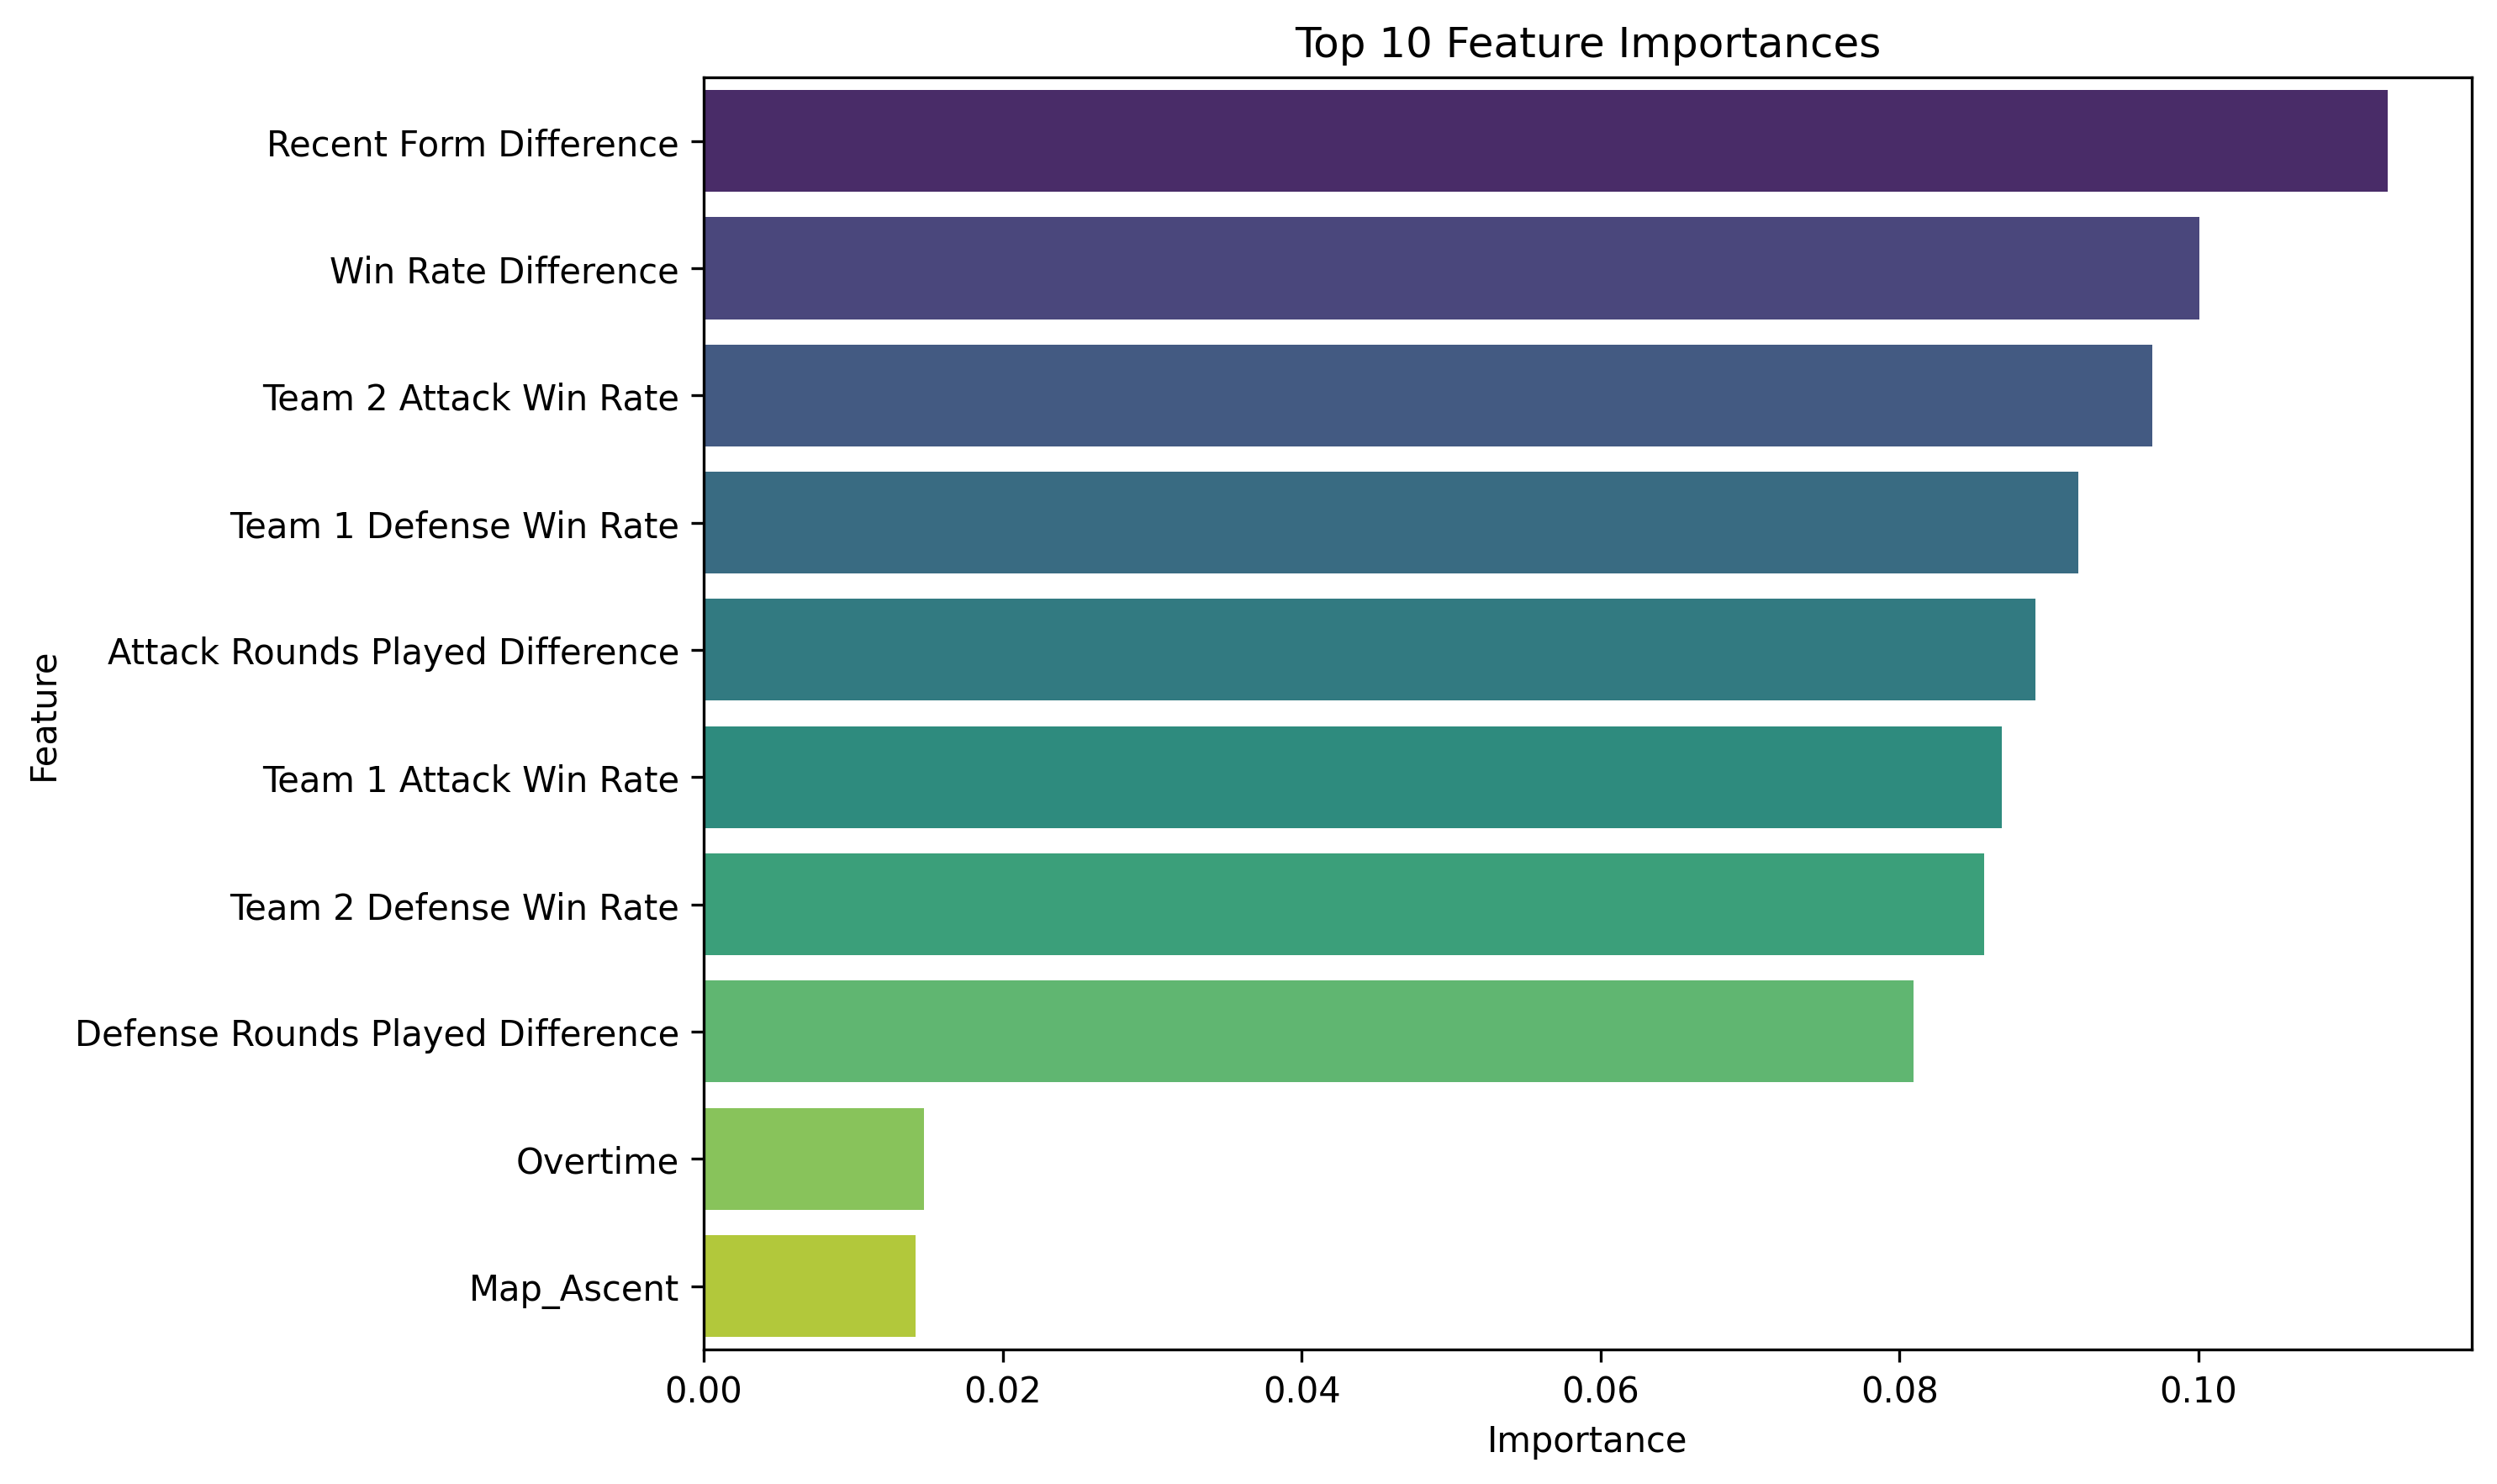 Top 10 Feature Importances
Recent Form Difference
Win Rate Difference
Team 2 Attack Win Rate
Team 1 Defense Win Rate
Attack Rounds Played Difference
Team 1 Attack Win Rate
Team 2 Defense Win Rate
Defense Rounds Played Difference
Overtime
Map_Ascent
Feature
0.00 0.02 0.04 0.06 0.08 0.10
Importance